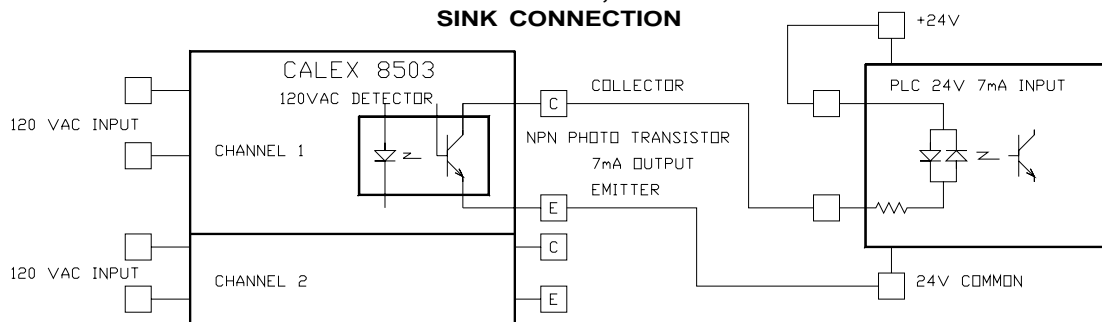 SINK CONNECTION
+24V
CALEX 8503
120VAC DETECTOR
120 VAC INPUT
CHANNEL 1
C
COLLECTOR
NPN PHOTO TRANSISTOR
7mA OUTPUT
EMITTER
E
PLC 24V 7mA INPUT
C
120 VAC INPUT
CHANNEL 2
E
24V COMMON